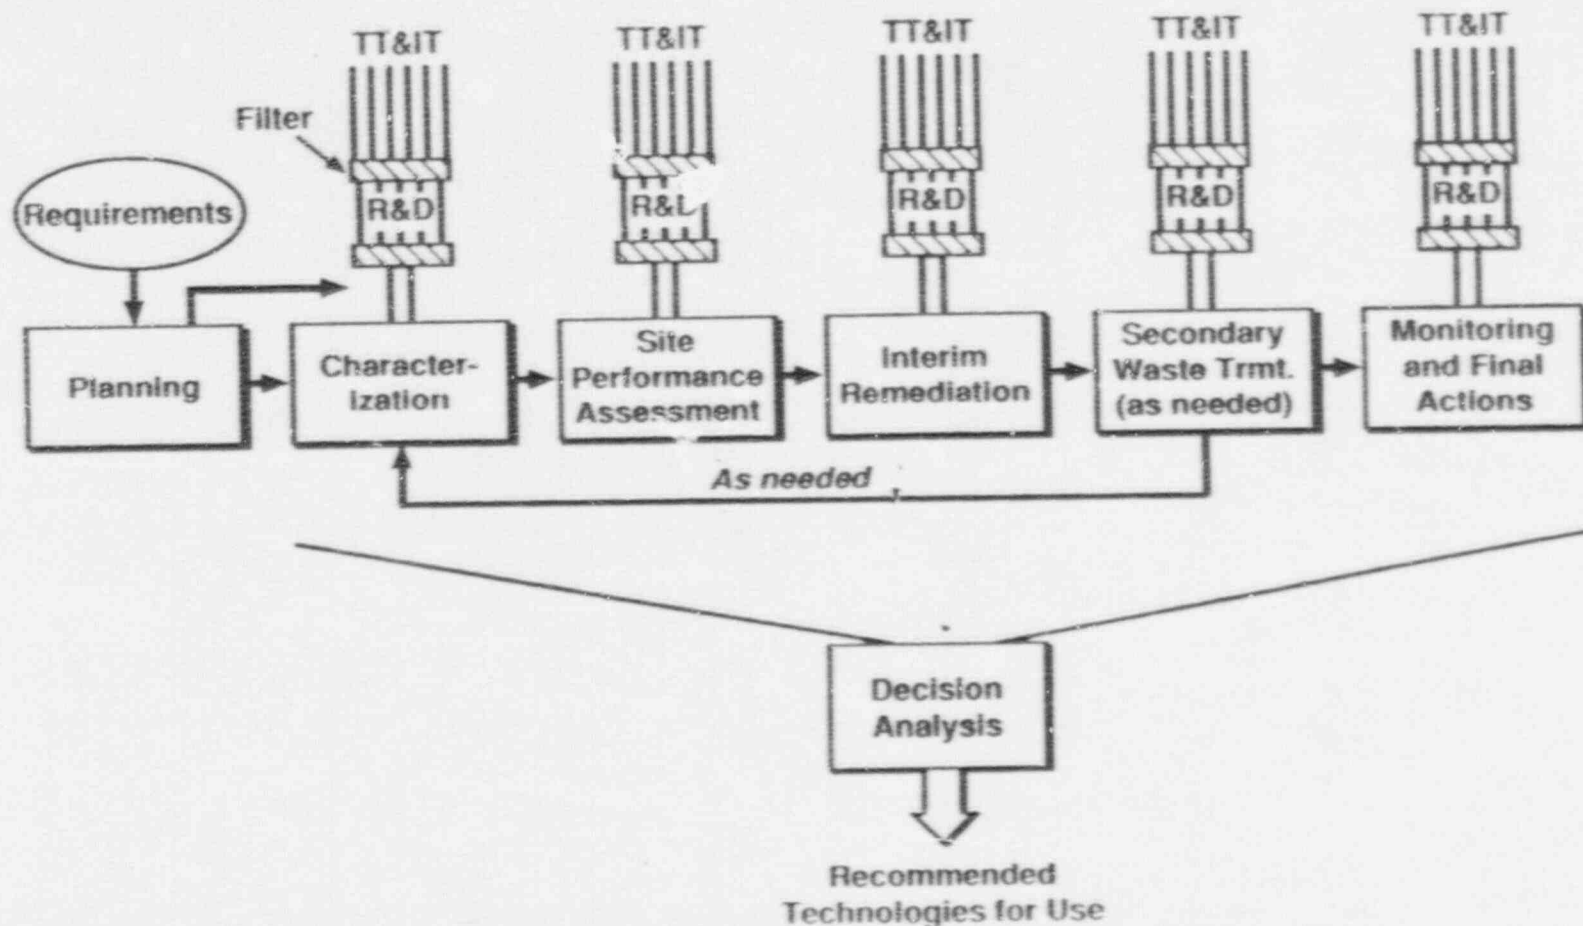 TT&IT
TT&IT
TT&IT
TT&IT
TT&IT
Filter
Requirements
R&D
R&D
R&D
R&D
Planning
Character-
ization
Site
Performance
Assessment
Interim
Remediation
Secondary
Waste Trmt.
(as needed)
Monitoring
and Final
Actions
As needed
Decision
Analysis
Recommended
Technologies for Use